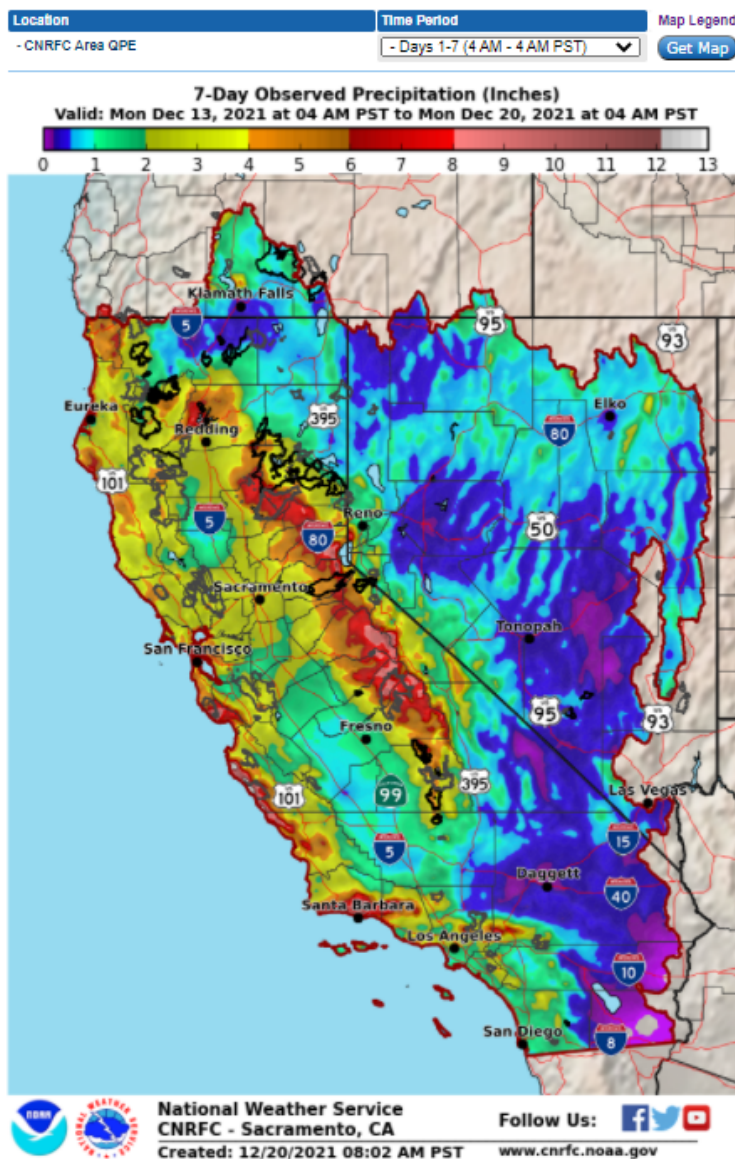 Location
Time Period
Map Legend
- CNRFC Area QPE
- Days 1-7 (4 AM - 4 AM PST)
Get Map
7-Day Observed Precipitation (Inches)
Valid: Mon Dec 13, 2021 at 04 AM PST to Mon Dec 20, 2021 at 04 AM PST
0 1 2 3 4 5 6 7 8 9 10 11 12 13
Klamath Falls
5
95
93
Eureka
Redding
395
Elko
80
101
5
Reno
80
50
Sacramento
Tonopah
San Francisco
95
93
Fresno
101
99
395
Las Vegas
5
15
Daggett
40
Santa Barbara
Los Angeles
10
San Diego
8
NOAA
NATIONAL WEATHER SERVICE
National Weather Service
CNRFC - Sacramento, CA
Created: 12/20/2021 08:02 AM PST
Follow Us:
www.cnrfc.noaa.gov